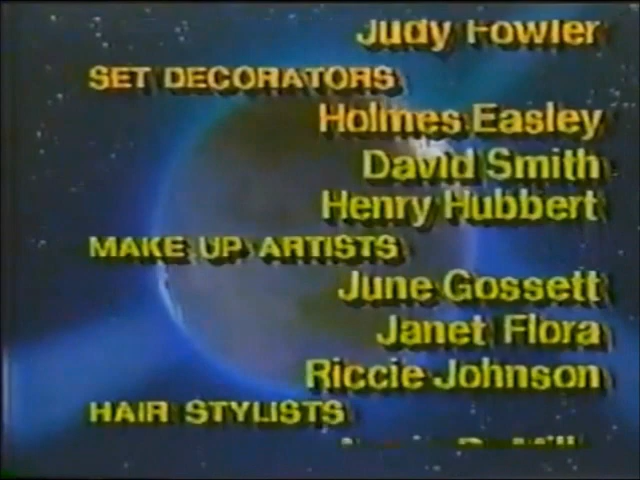 Judy Fowler
SET DECORATORS
Holmes Easley
David Smith
Henry Hubbert
MAKE UP ARTISTS
June Gossett
Janet Flora
Riccie Johnson
HAIR STYLISTS